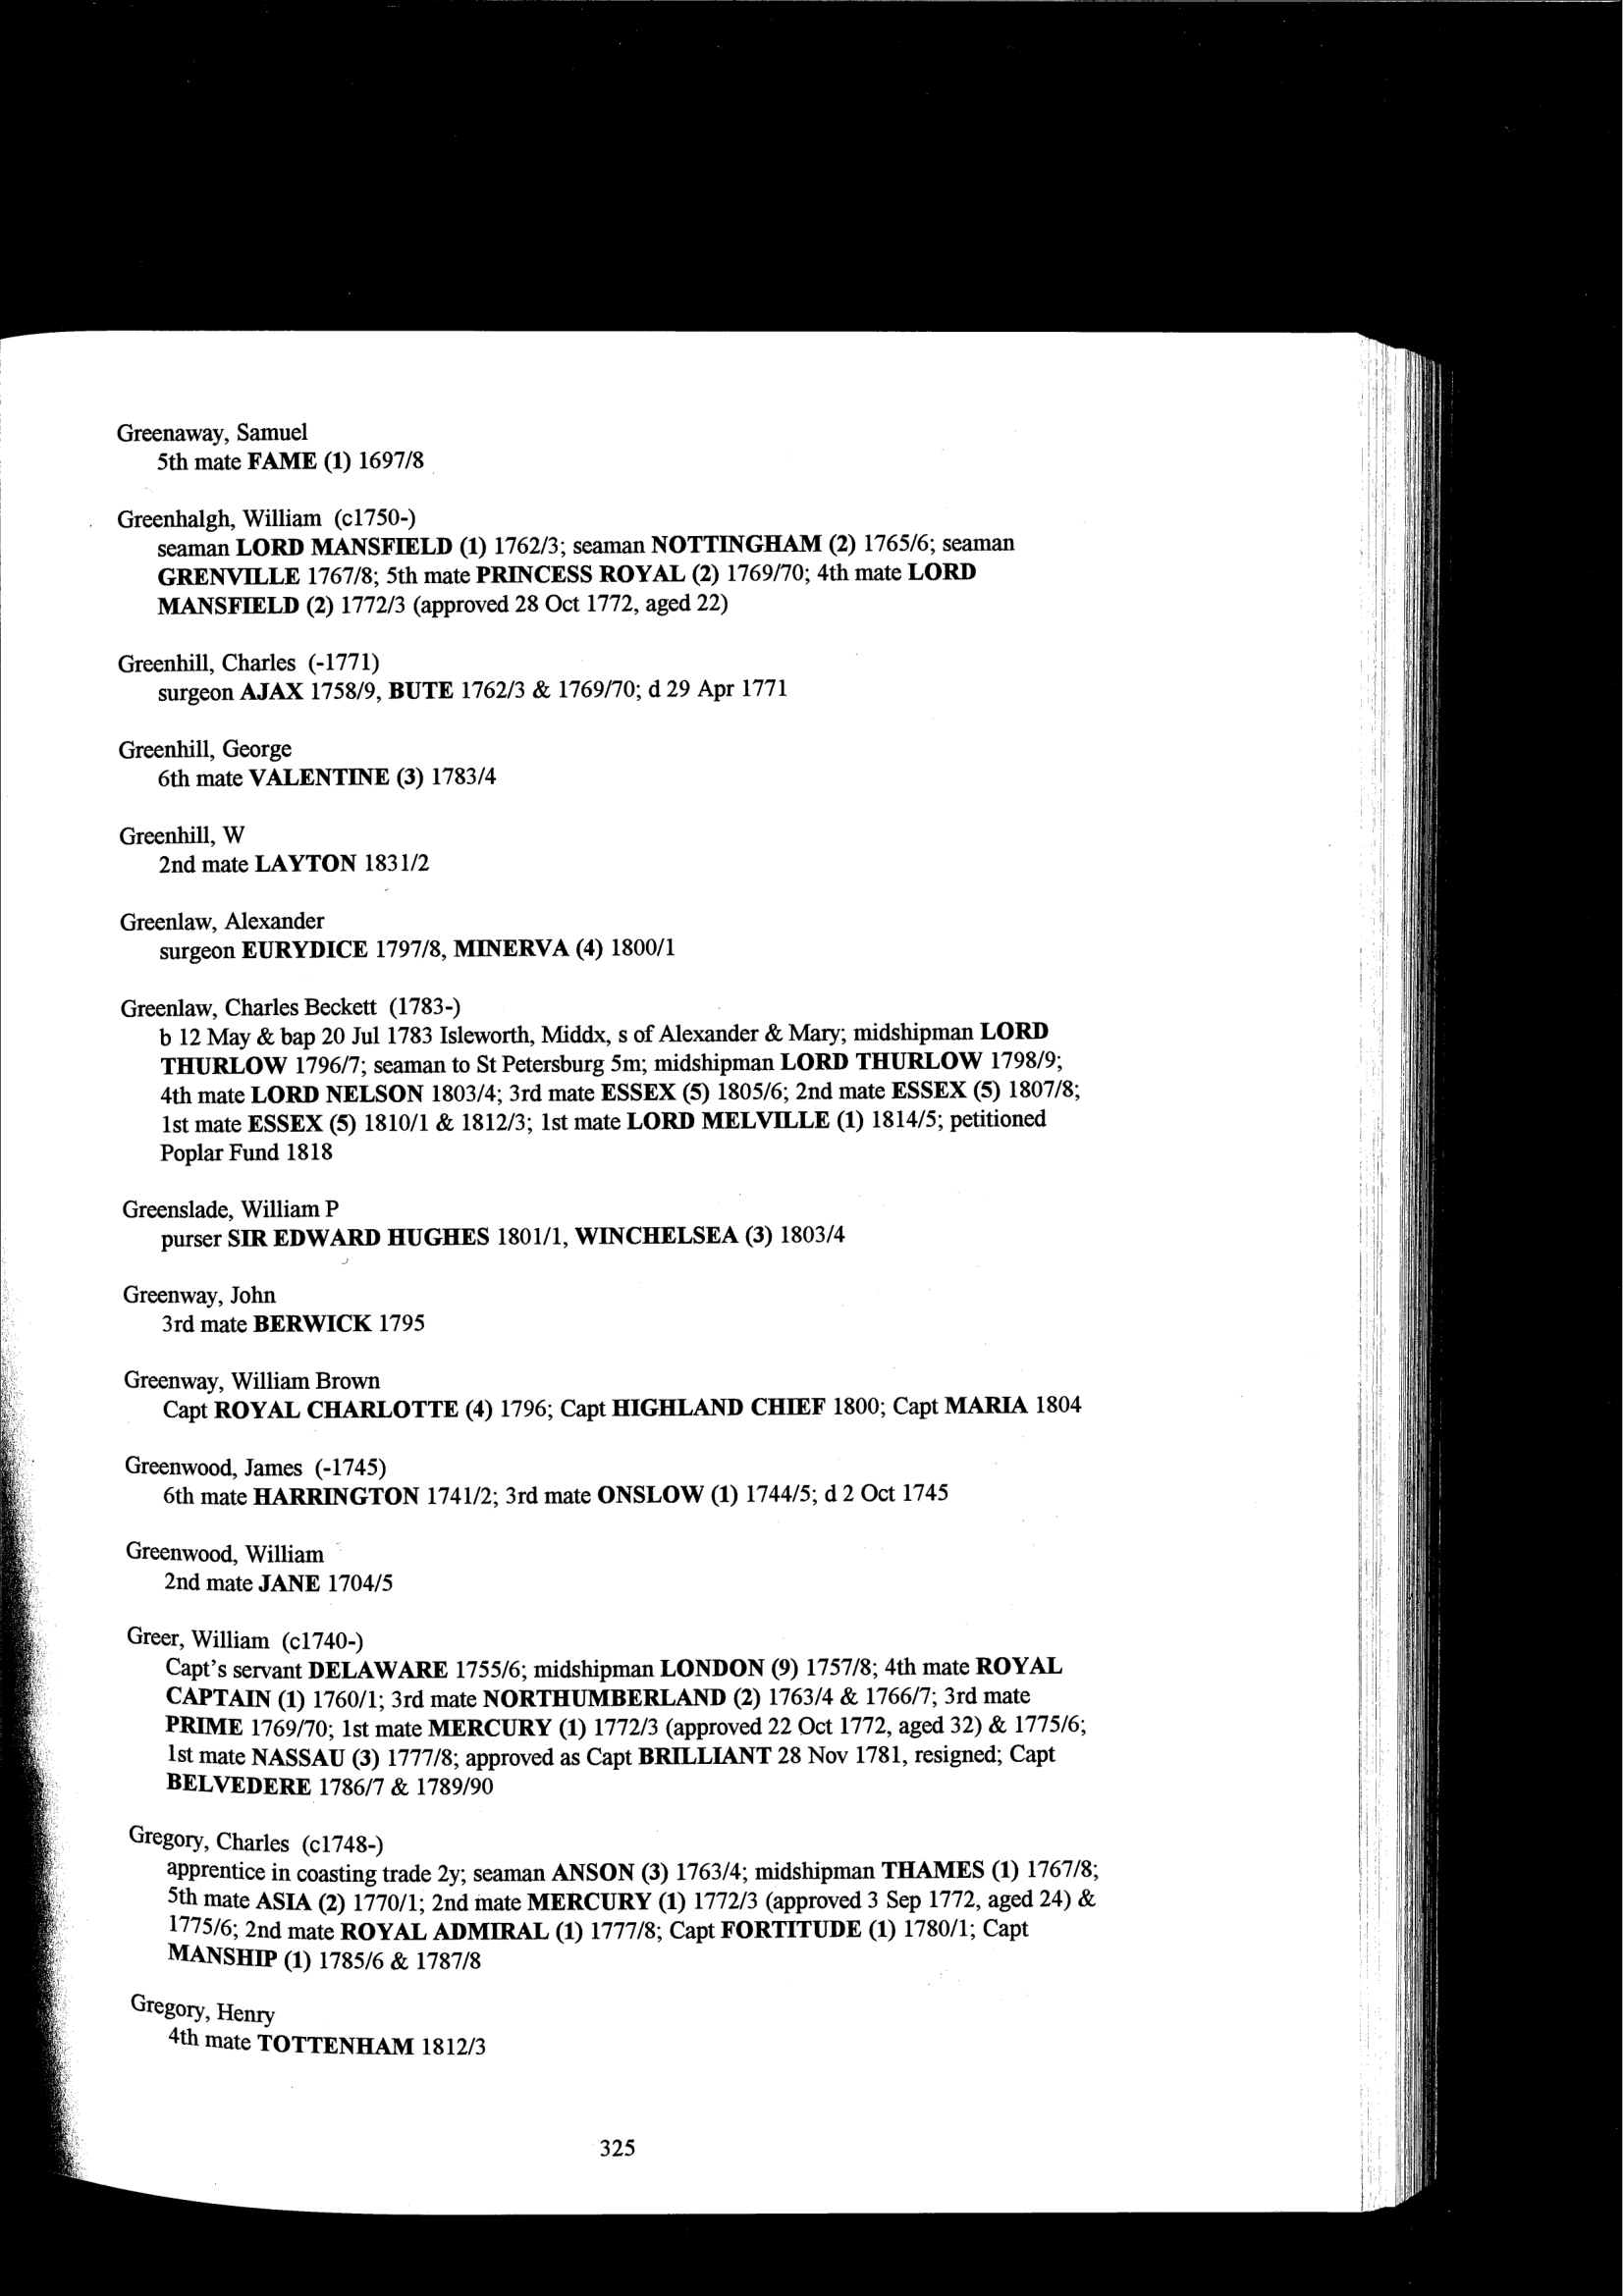 Greenaway, Samuel
5th mate FAME (1) 1697/8
Greenhalgh, William (c1750-)
seaman LORD MANSFIELD (1) 1762/3; seaman NOTTINGHAM (2) 1765/6; seaman
GRENVILLE 1767/8; 5th mate PRINCESS ROYAL (2) 1769/70; 4th mate LORD
MANSFIELD (2) 1772/3 (approved 28 Oct 1772, aged 22)
Greenhill, Charles (-1771)
surgeon AJAX 1758/9, BUTE 1762/3 & 1769/70; d 29 Apr 1771
Greenhill, George
6th mate VALENTINE (3) 1783/4
Greenhill, W
2nd mate LAYTON 1831/2
Greenlaw, Alexander
surgeon EURYDICE 1797/8, MINERVA (4) 1800/1
Greenlaw, Charles Beckett (1783-)
b 12 May & bap 20 Jul 1783 Isleworth, Middx, s of Alexander & Mary; midshipman LORD
THURLOW 1796/7; seaman to St Petersburg 5m; midshipman LORD THURLOW 1798/9;
4th mate LORD NELSON 1803/4; 3rd mate ESSEX (5) 1805/6; 2nd mate ESSEX (5) 1807/8;
1st mate ESSEX (5) 1810/1 & 1812/3; 1st mate LORD MELVILLE (1) 1814/5; petitioned
Poplar Fund 1818
Greenslade, William P
purser SIR EDWARD HUGHES 1801/1, WINCHELSEA (3) 1803/4
Greenway, John
3rd mate BERWICK 1795
Greenway, William Brown
Capt ROYAL CHARLOTTE (4) 1796; Capt HIGHLAND CHIEF 1800; Capt MARIA 1804
Greenwood, James (-1745)
6th mate HARRINGTON 1741/2; 3rd mate ONSLOW (1) 1744/5; d 2 Oct 1745
Greenwood, William
2nd mate JANE 1704/5
Greer, William (c1740-)
Capt's servant DELAWARE 1755/6; midshipman LONDON (9) 1757/8; 4th mate ROYAL
CAPTAIN (1) 1760/1; 3rd mate NORTHUMBERLAND (2) 1763/4 & 1766/7; 3rd mate
PRIME 1769/70; 1st mate MERCURY (1) 1772/3 (approved 22 Oct 1772, aged 32) & 1775/6;
1st mate NASSAU (3) 1777/8; approved as Capt BRILLIANT 28 Nov 1781, resigned; Capt
BELVEDERE 1786/7 & 1789/90
Gregory, Charles (c1748-)
apprentice in coasting trade 2y; seaman ANSON (3) 1763/4; midshipman THAMES (1) 1767/8;
5th mate ASIA (2) 1770/1; 2nd mate MERCURY (1) 1772/3 (approved 3 Sep 1772, aged 24) &
1775/6; 2nd mate ROYAL ADMIRAL (1) 1777/8; Capt FORTITUDE (1) 1780/1; Capt
MANSHIP (1) 1785/6 & 1787/8
Gregory, Henry
4th mate TOTTENHAM 1812/3
325